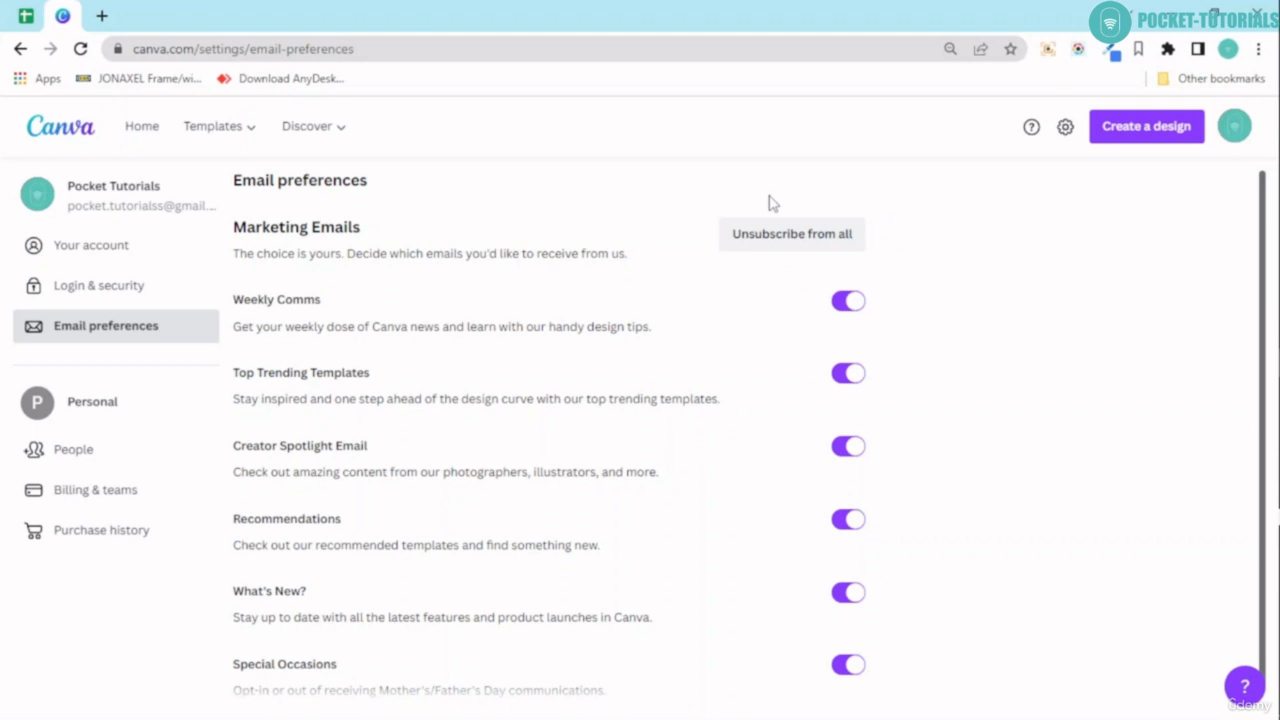 POCKET-TUTORIALS
canva.com/settings/email-preferences
Apps
JONAXEL Frame/wi...
Download AnyDesk...
Other bookmarks
Canva
Home
Templates
Discover
Create a design
Pocket Tutorials
pocket.tutorialss@gmail....
Your account
Login & security
Email preferences
P
Personal
People
Billing & teams
Purchase history
Email preferences
Marketing Emails
The choice is yours. Decide which emails you'd like to receive from us.
Unsubscribe from all
Weekly Comms
Get your weekly dose of Canva news and learn with our handy design tips.
Top Trending Templates
Stay inspired and one step ahead of the design curve with our top trending templates.
Creator Spotlight Email
Check out amazing content from our photographers, illustrators, and more.
Recommendations
Check out our recommended templates and find something new.
What's New?
Stay up to date with all the latest features and product launches in Canva.
Special Occasions
Opt-in or out of receiving Mother's/Father's Day communications.
?
Udemy